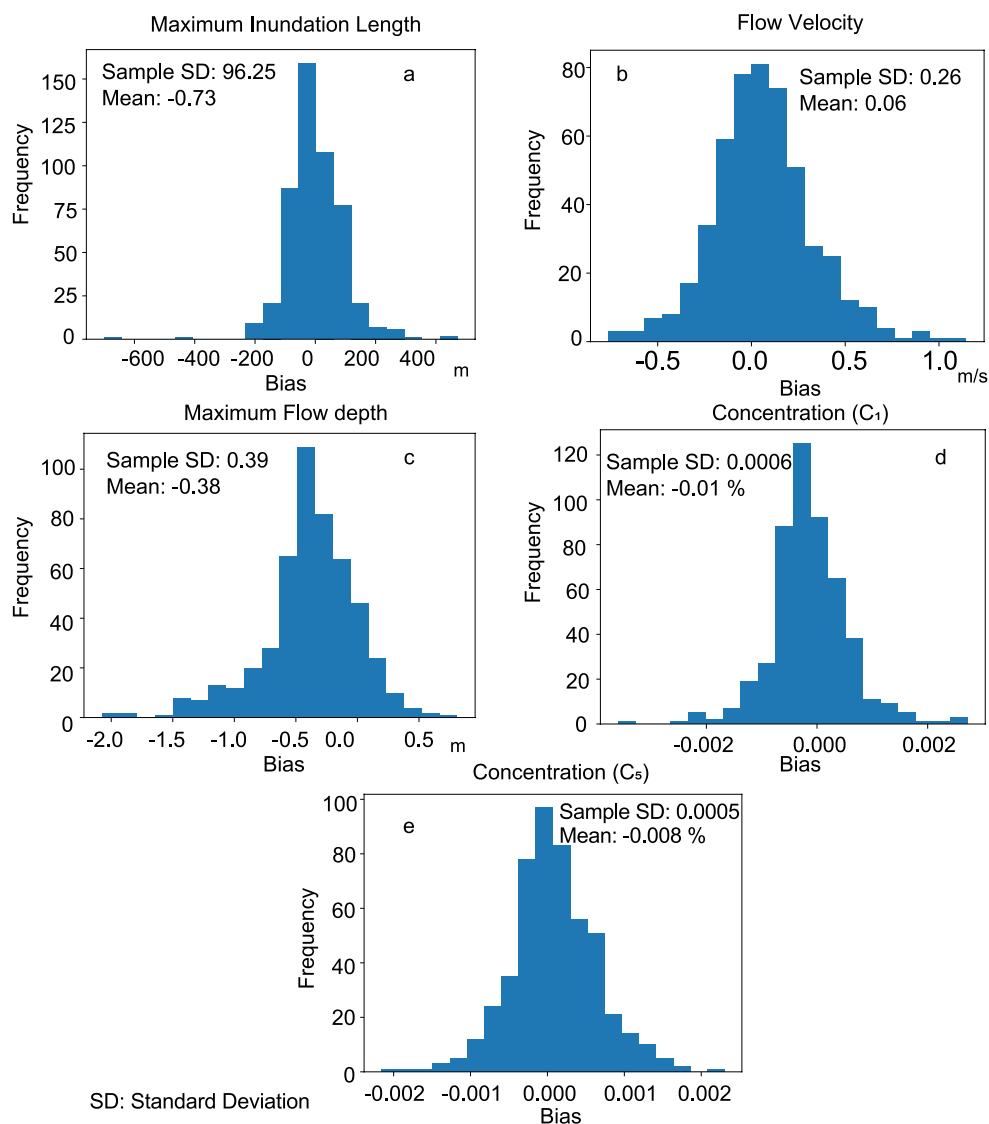 Maximum Inundation Length
Sample SD: 96.25
Mean: -0.73
a
Frequency
150
125
100
75
50
25
0
-600
-200
0
200
400
m
Bias
Flow Velocity
b
Sample SD: 0.26
Mean: 0.06
Frequency
80
60
40
20
0
-0.5
0.0
0.5
1.0
m/s
Bias
Maximum Flow depth
Sample SD: 0.39
Mean: -0.38
c
Frequency
100
80
60
40
20
0
-2.0
-1.5
-1.0
-0.5
0.0
0.5
m
Bias
Concentration (C₁)
Sample SD: 0.0006
Mean: -0.01 %
d
Frequency
120
100
80
60
40
20
0
-0.002
0.000
0.002
Bias
Concentration (C₅)
e
Sample SD: 0.0005
Mean: -0.008 %
Frequency
100
80
60
40
20
0
-0.002
-0.001
0.000
0.001
0.002
Bias
SD: Standard Deviation